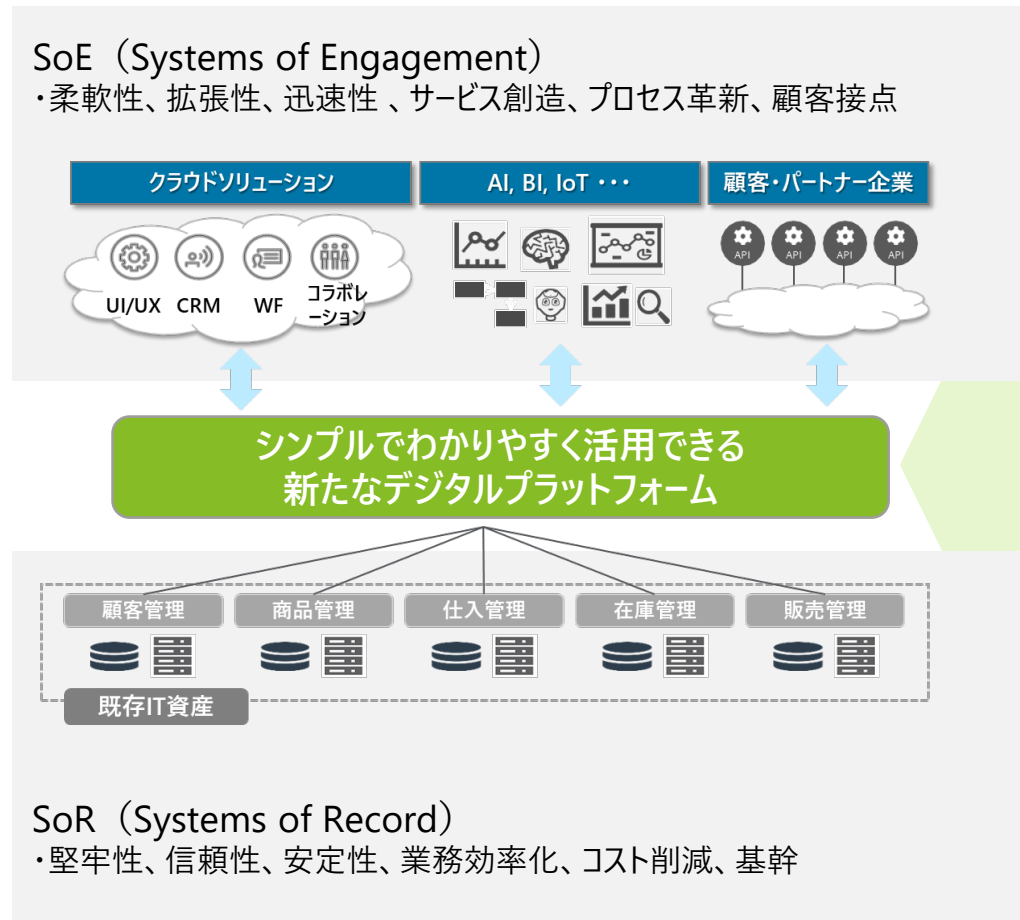 SoE（Systems of Engagement）
・柔軟性、拡張性、迅速性 、サービス創造、プロセス革新、顧客接点
クラウドソリューション
AI, BI, IoT ・・・
顧客・パートナー企業
UI/UX
CRM
WF
コラボレ
ーション
API
API
API
API
シンプルでわかりやすく活用できる
新たなデジタルプラットフォーム
顧客管理
商品管理
仕入管理
在庫管理
販売管理
既存IT資産
SoR（Systems of Record）
・堅牢性、信頼性、安定性、業務効率化、コスト削減、基幹